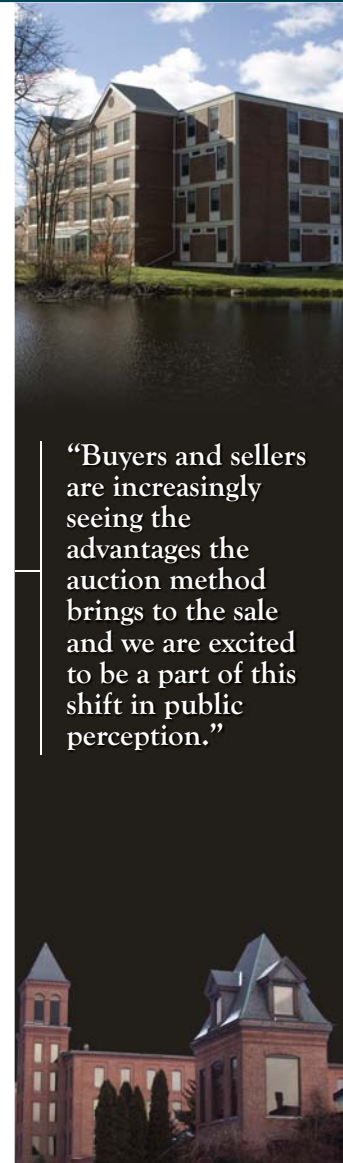 “Buyers and sellers
are increasingly
seeing the
advantages the
auction method
brings to the sale
and we are excited
to be a part of this
shift in public
perception.”